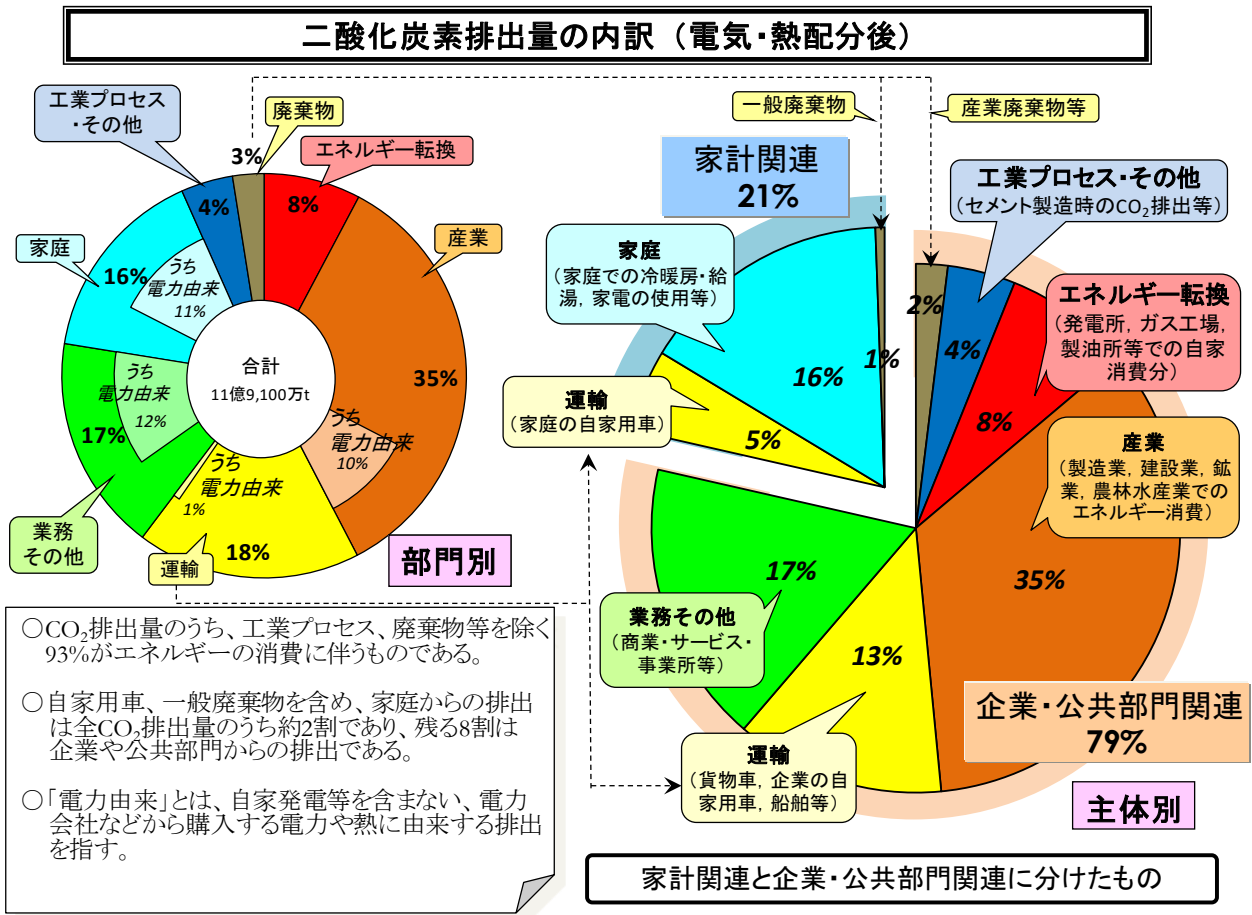 二酸化炭素排出量の内訳（電気・熱配分後）
工業プロセス
・その他
廃棄物
エネルギー転換
3%
4%
8%
家庭
16%
うち
電力由来
11%
産業
35%
合計
11億9,100万t
うち
電力由来
12%
17%
業務
その他
うち
電力由来
10%
うち
電力由来
1%
18%
運輸
部門別
一般廃棄物
産業廃棄物等
家計関連
21%
工業プロセス・その他
（セメント製造時のCO₂排出等）
家庭
（家庭での冷暖房・給
湯，家電の使用等）
16%
1%
2%
4%
エネルギー転換
（発電所，ガス工場，
製油所等での自家
消費分）
8%
運輸
（家庭の自家用車）
5%
産業
（製造業，建設業，鉱
業，農林水産業での
エネルギー消費）
35%
17%
業務その他
（商業・サービス・
事業所等）
13%
運輸
（貨物車，企業の自
家用車，船舶等）
企業・公共部門関連
79%
主体別
家計関連と企業・公共部門関連に分けたもの
○CO₂排出量のうち、工業プロセス、廃棄物等を除く
93%がエネルギーの消費に伴うものである。
○自家用車、一般廃棄物を含め、家庭からの排出
は全CO₂排出量のうち約2割であり、残る8割は
企業や公共部門からの排出である。
○「電力由来」とは、自家発電等を含まない、電力
会社などから購入する電力や熱に由来する排出
を指す。